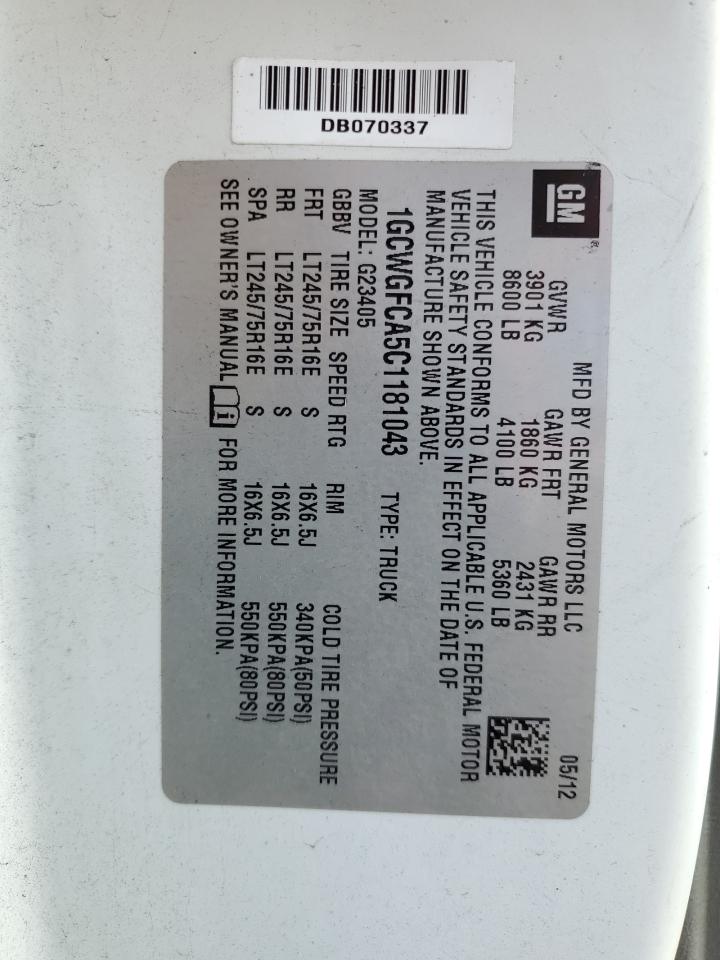 DB070337
GM
MFD BY GENERAL MOTORS LLC 05/12
GVWR GAWR FRT GAWR RR
3901 KG 1860 KG 2431 KG
8600 LB 4100 LB 5360 LB
THIS VEHICLE CONFORMS TO ALL APPLICABLE U.S. FEDERAL MOTOR
VEHICLE SAFETY STANDARDS IN EFFECT ON THE DATE OF
MANUFACTURE SHOWN ABOVE.
1GCWGFCA5C1181043 TYPE: TRUCK
MODEL: G23405
GBBV TIRE SIZE SPEED RTG RIM COLD TIRE PRESSURE
FRT LT245/75R16E S 16X6.5J 340KPA(50PSI)
RR LT245/75R16E S 16X6.5J 550KPA(80PSI)
SPA LT245/75R16E S 16X6.5J 550KPA(80PSI)
SEE OWNER'S MANUAL i FOR MORE INFORMATION.